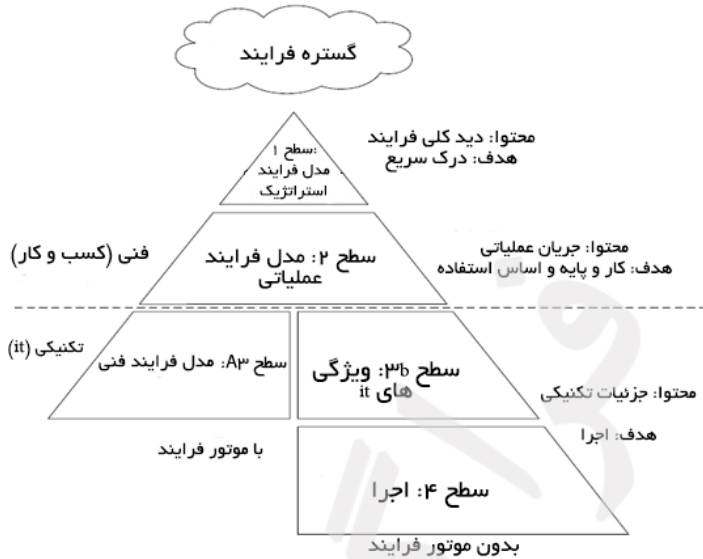 گستره فرایند
سطح ۱:
مدل فرایند
استراتژیک
محتوا: دید کلی فرایند
هدف: درک سریع
سطح ۲: مدل فرایند
عملیاتی
فنی (کسب و کار)
محتوا: جریان عملیاتی
هدف: کار و پایه و اساس استفاده
تکنیکی (it)
سطح A۳: مدل فرایند فنی
سطح ۳b: ویژگی
های it
محتوا: جزئیات تکنیکی
هدف: اجرا
با موتور فرایند
سطح ۴: اجرا
بدون موتور فرایند